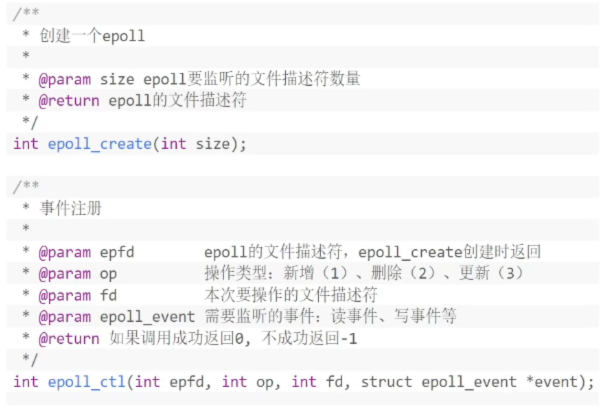 /**
 * 创建一个epoll
 *
 * @param size epoll要监听的文件描述符数量
 * @return epoll的文件描述符
 */
int epoll_create(int size);

/**
 * 事件注册
 *
 * @param epfd        epoll的文件描述符，epoll_create创建时返回
 * @param op          操作类型：新增（1）、删除（2）、更新（3）
 * @param fd          本次要操作的文件描述符
 * @param epoll_event 需要监听的事件：读事件、写事件等
 * @return 如果调用成功返回0, 不成功返回-1
 */
int epoll_ctl(int epfd, int op, int fd, struct epoll_event *event);